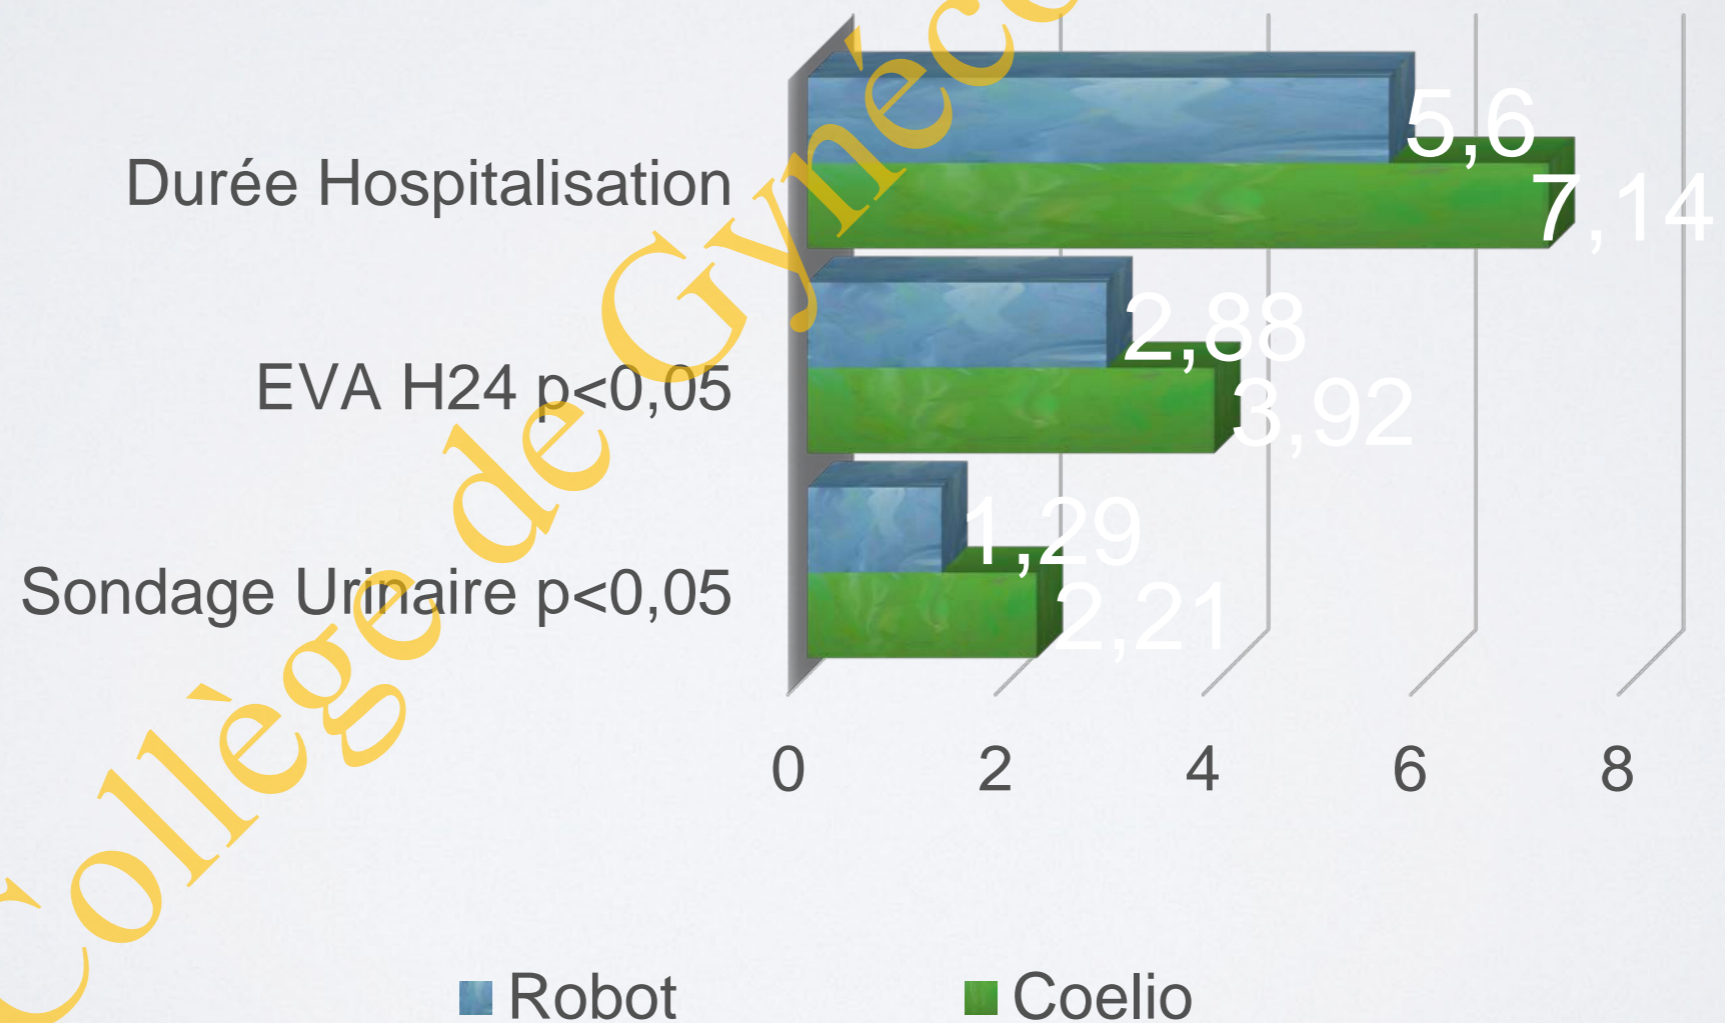 Durée Hospitalisation
5,6
7,14
EVA H24 p<0,05
2,88
3,92
Sondage Urinaire p<0,05
1,29
2,21
0 2 4 6 8
Robot Coelio
Collège de